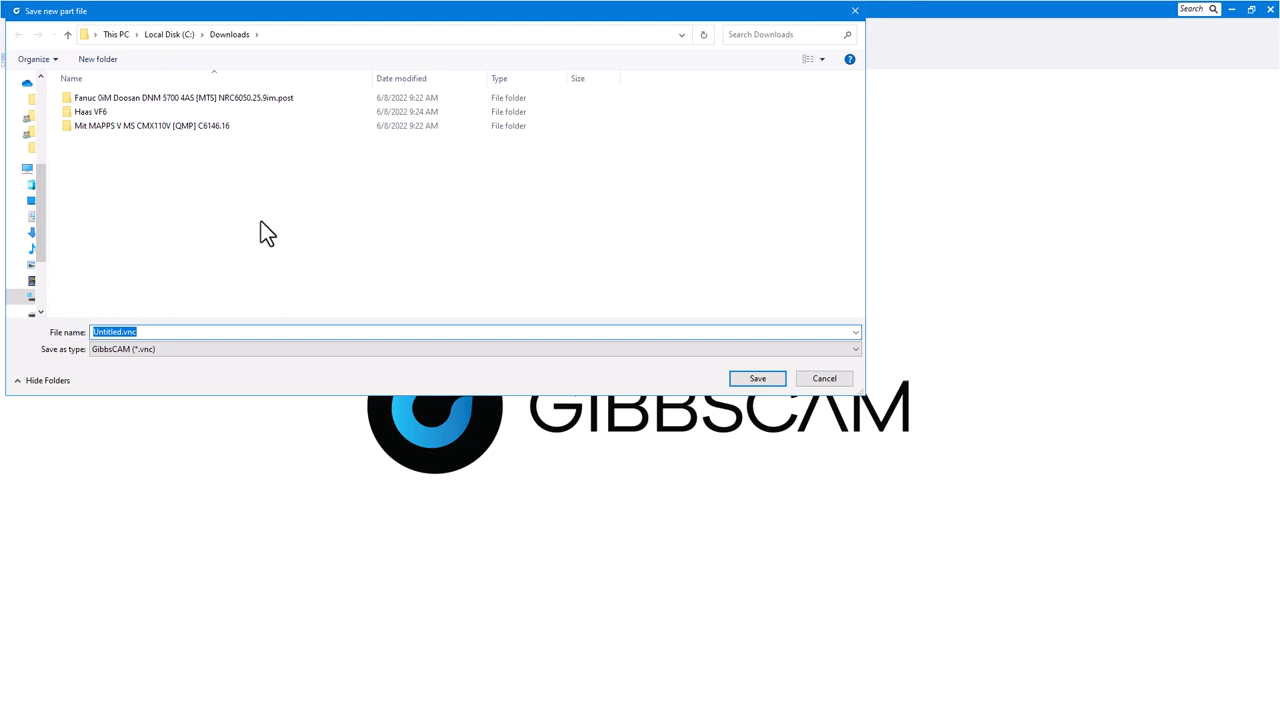 Save new part file
Search
This PC > Local Disk (C:) > Downloads >
Search Downloads
Organize
New folder
Name Date modified Type Size
Fanuc 0iM Doosan DNM 5700 4AS [MTS] NRC6050.25.9im.post 6/8/2022 9:22 AM File folder
Haas VF6 6/8/2022 9:24 AM File folder
Mit MAPPS V MS CMX110V [QMP] C6146.16 6/8/2022 9:22 AM File folder
File name: Untitled.vnc
Save as type: GibbsCAM (*.vnc)
Hide Folders
Save
Cancel
GIBBSCAM